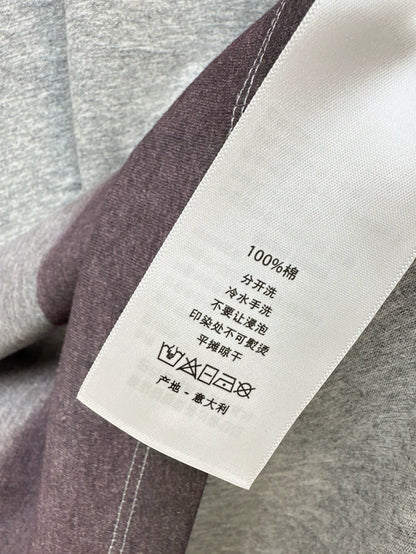 100%棉
分开洗
冷水手洗
不要让浸泡
印染处不可熨烫
平摊晾干
产地 - 意大利